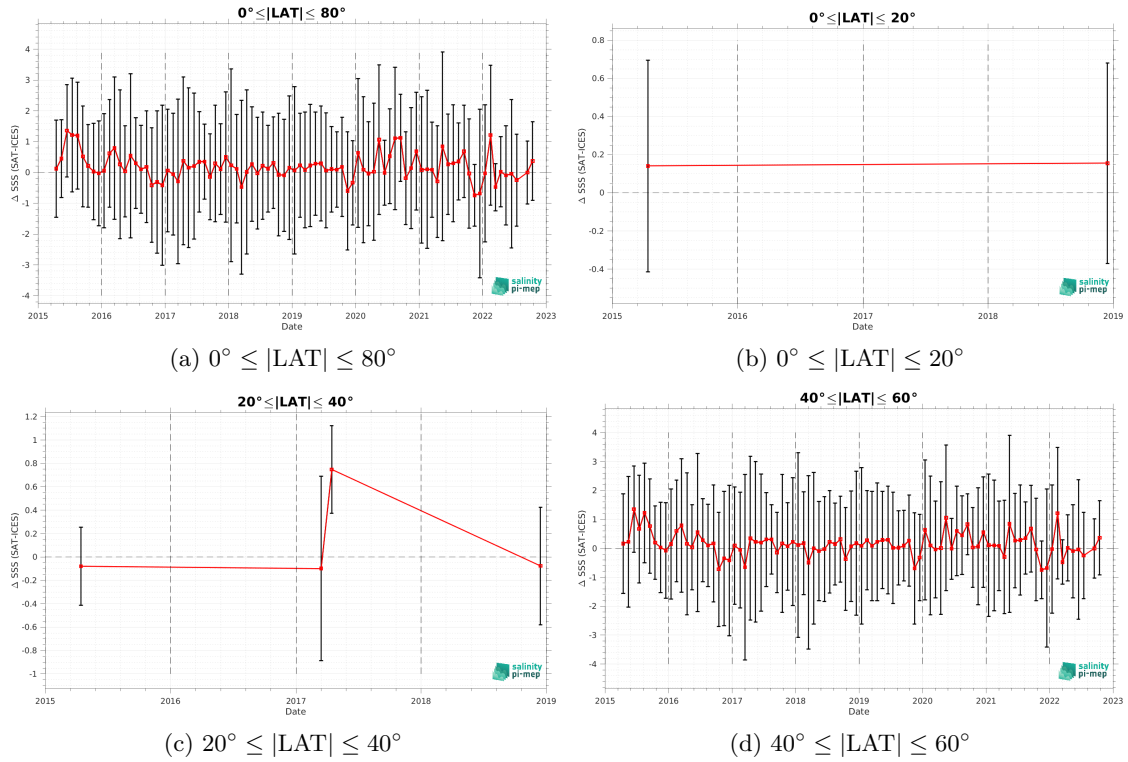 0°≤|LAT|≤ 80°
Δ SSS (SAT-ICES)
4
3
2
1
0
-1
-2
-3
-4
2015 2016 2017 2018 2019 2020 2021 2022 2023
Date
salinity
pi-mep
(a) 0° ≤ |LAT| ≤ 80°
0°≤|LAT|≤ 20°
Δ SSS (SAT-ICES)
0.8
0.6
0.4
0.2
0
-0.2
-0.4
2015 2016 2017 2018 2019
Date
salinity
pi-mep
(b) 0° ≤ |LAT| ≤ 20°
20°≤|LAT|≤ 40°
Δ SSS (SAT-ICES)
1.2
1
0.8
0.6
0.4
0.2
0
-0.2
-0.4
-0.6
-0.8
-1
2015 2016 2017 2018 2019
Date
salinity
pi-mep
(c) 20° ≤ |LAT| ≤ 40°
40°≤|LAT|≤ 60°
Δ SSS (SAT-ICES)
4
3
2
1
0
-1
-2
-3
-4
2015 2016 2017 2018 2019 2020 2021 2022 2023
Date
salinity
pi-mep
(d) 40° ≤ |LAT| ≤ 60°